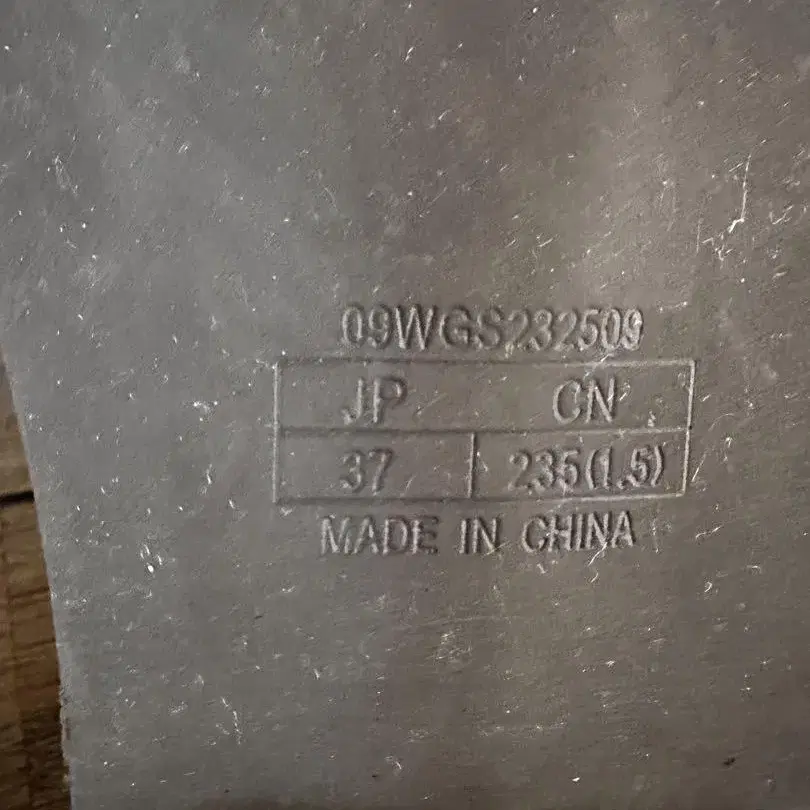 09WGS232509
JP CN
37 235(1.5)
MADE IN CHINA